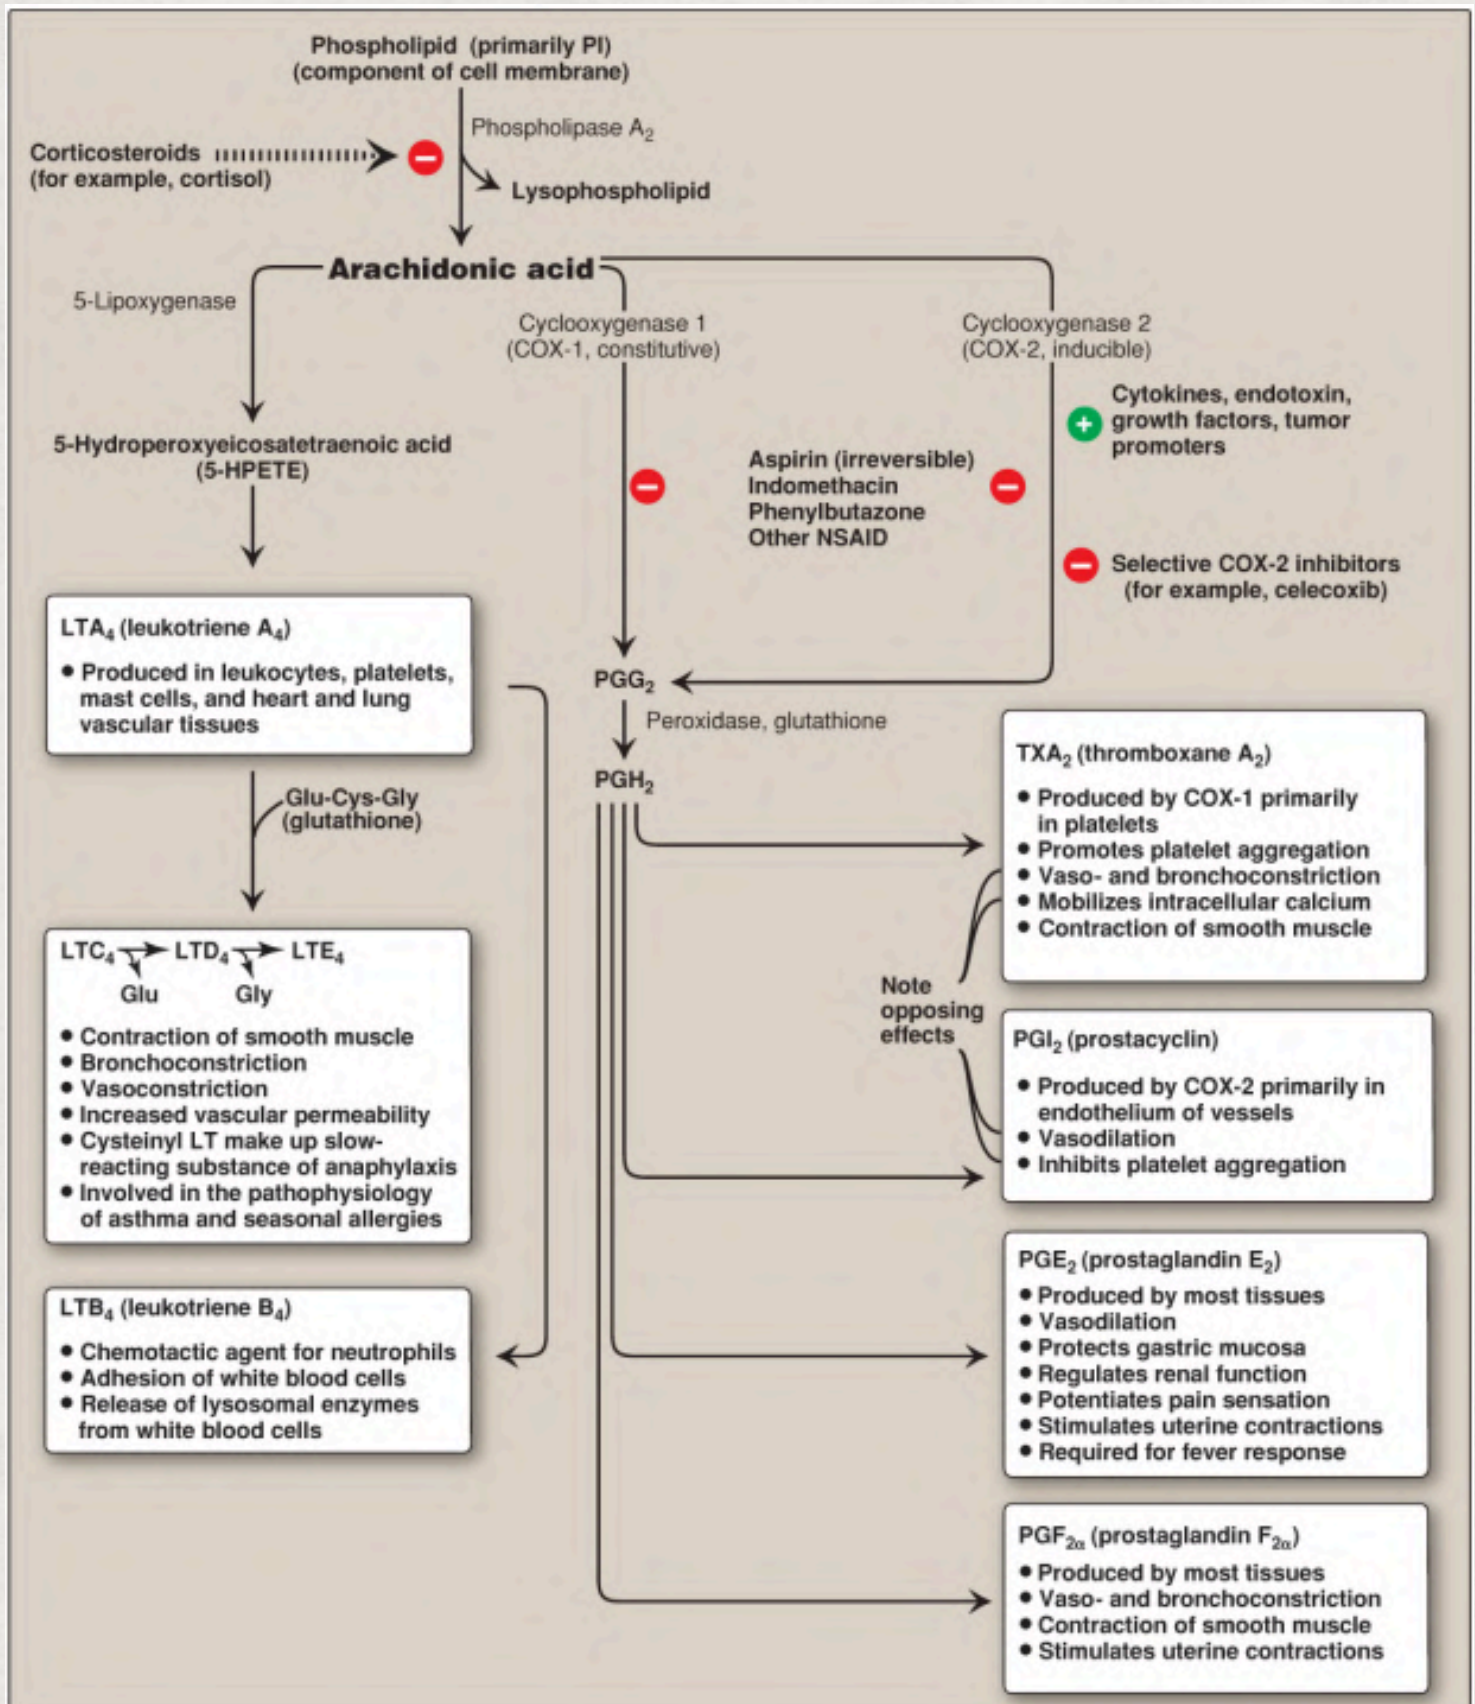 Phospholipid (primarily PI)
(component of cell membrane)
Phospholipase A₂
Corticosteroids
(for example, cortisol)
Lysophospholipid
Arachidonic acid
5-Lipoxygenase
Cyclooxygenase 1
(COX-1, constitutive)
Cyclooxygenase 2
(COX-2, inducible)
Cytokines, endotoxin,
growth factors, tumor
promoters
5-Hydroperoxyeicosatetraenoic acid
(5-HPETE)
Aspirin (irreversible)
Indomethacin
Phenylbutazone
Other NSAID
Selective COX-2 inhibitors
(for example, celecoxib)
LTA₄ (leukotriene A₄)
• Produced in leukocytes, platelets,
mast cells, and heart and lung
vascular tissues
PGG₂
Peroxidase, glutathione
PGH₂
Glu-Cys-Gly
(glutathione)
TXA₂ (thromboxane A₂)
• Produced by COX-1 primarily
in platelets
• Promotes platelet aggregation
• Vaso- and bronchoconstriction
• Mobilizes intracellular calcium
• Contraction of smooth muscle
LTC₄ LTD₄ LTE₄
Glu Gly
• Contraction of smooth muscle
• Bronchoconstriction
• Vasoconstriction
• Increased vascular permeability
• Cysteinyl LT make up slow-
reacting substance of anaphylaxis
• Involved in the pathophysiology
of asthma and seasonal allergies
Note
opposing
effects
PGI₂ (prostacyclin)
• Produced by COX-2 primarily in
endothelium of vessels
• Vasodilation
• Inhibits platelet aggregation
LTB₄ (leukotriene B₄)
• Chemotactic agent for neutrophils
• Adhesion of white blood cells
• Release of lysosomal enzymes
from white blood cells
PGE₂ (prostaglandin E₂)
• Produced by most tissues
• Vasodilation
• Protects gastric mucosa
• Regulates renal function
• Potentiates pain sensation
• Stimulates uterine contractions
• Required for fever response
PGF₂α (prostaglandin F₂α)
• Produced by most tissues
• Vaso- and bronchoconstriction
• Contraction of smooth muscle
• Stimulates uterine contractions